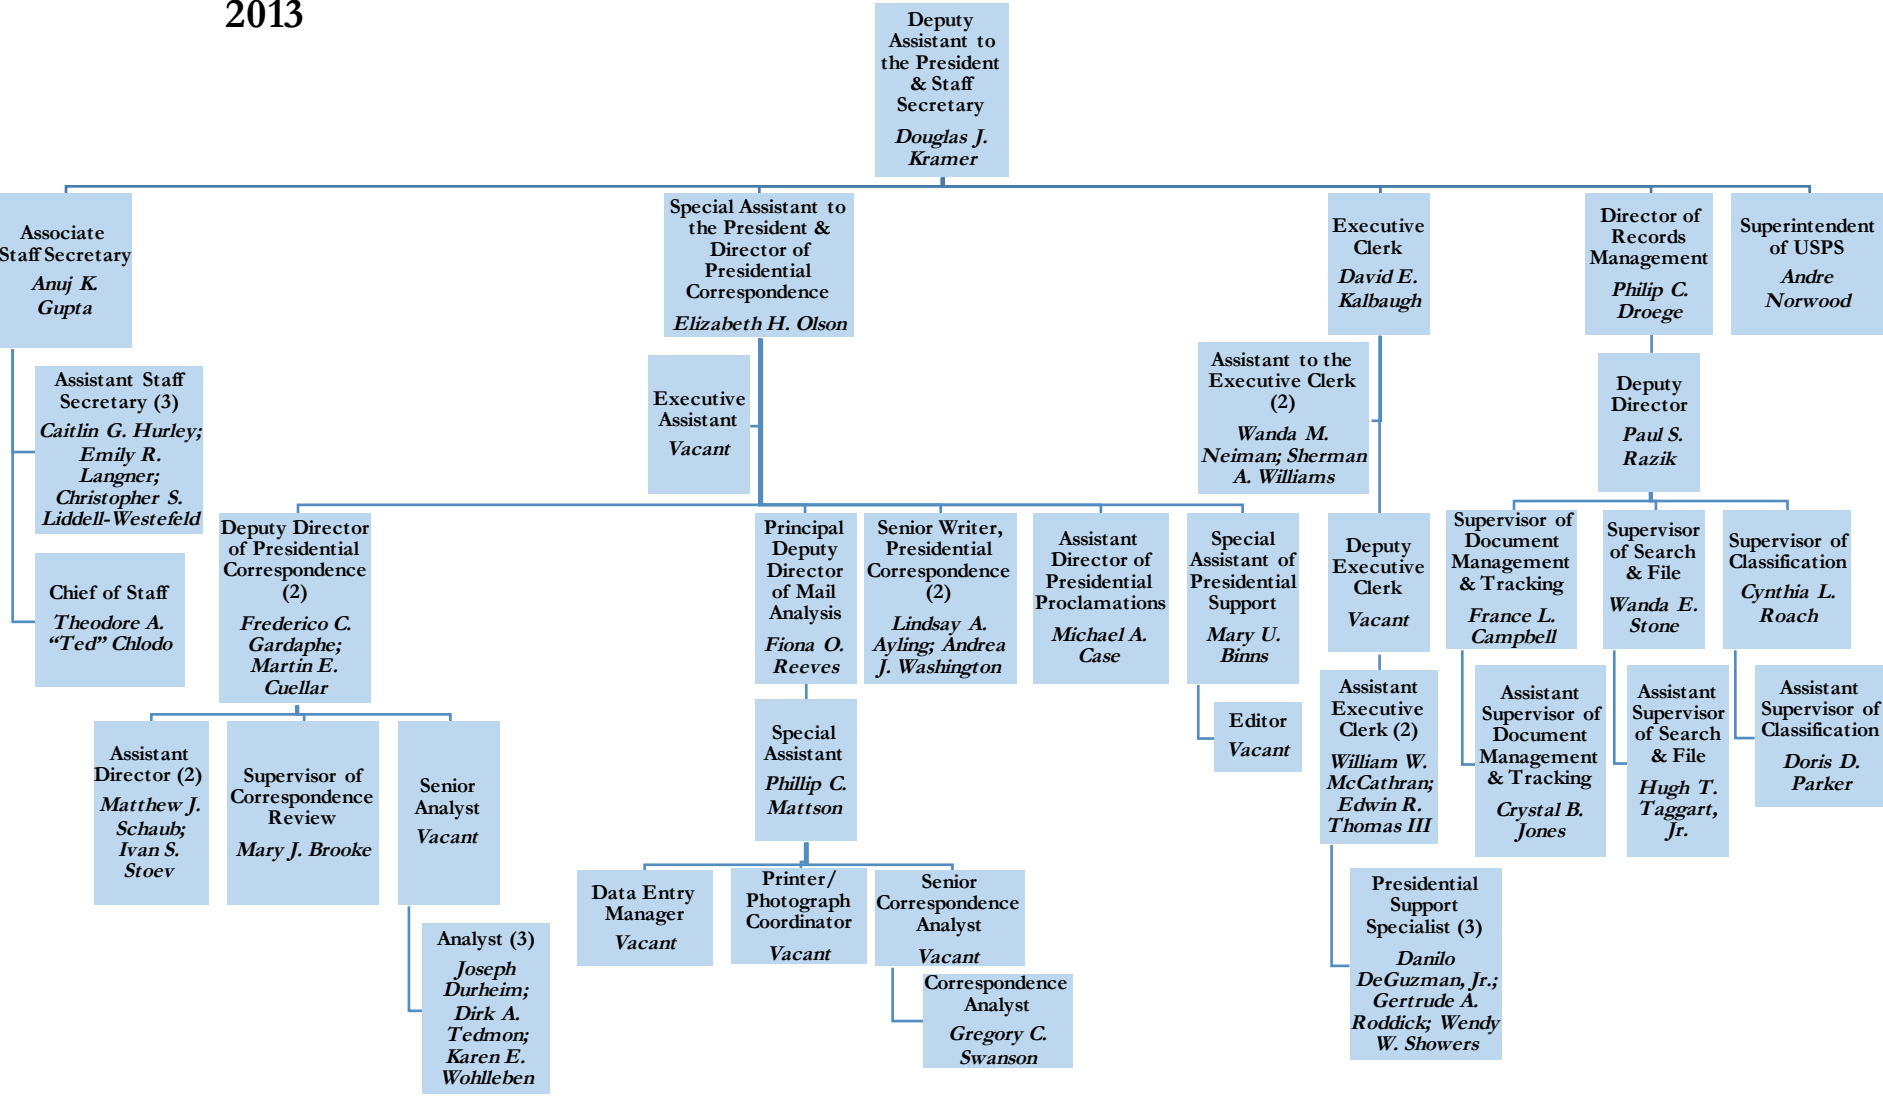 2013
Deputy
Assistant to
the President
& Staff
Secretary
Douglas J.
Kramer
Associate
Staff Secretary
Anuj K.
Gupta
Special Assistant to
the President &
Director of
Presidential
Correspondence
Elizabeth H. Olson
Executive
Clerk
David E.
Kalbaugh
Director of
Records
Management
Philip C.
Droege
Superintendent
of USPS
Andre
Norwood
Assistant Staff
Secretary (3)
Caitlin G. Hurley;
Emily R.
Langner;
Christopher S.
Liddell-Westefeld
Chief of Staff
Theodore A.
“Ted” Chlodo
Executive
Assistant
Vacant
Assistant to the
Executive Clerk
(2)
Wanda M.
Neiman; Sherman
A. Williams
Deputy
Director
Paul S.
Razik
Deputy Director
of Presidential
Correspondence
(2)
Frederico C.
Gardaphe;
Martin E.
Cuellar
Principal
Deputy
Director
of Mail
Analysis
Fiona O.
Reeves
Senior Writer,
Presidential
Correspondence
(2)
Lindsay A.
Ayling; Andrea
J. Washington
Assistant
Director of
Presidential
Proclamations
Michael A.
Case
Special
Assistant of
Presidential
Support
Mary U.
Binns
Deputy
Executive
Clerk
Vacant
Supervisor of
Document
Management
& Tracking
France L.
Campbell
Supervisor
of Search
& File
Wanda E.
Stone
Supervisor of
Classification
Cynthia L.
Roach
Assistant
Director (2)
Matthew J.
Schaub;
Ivan S.
Stoev
Supervisor of
Correspondence
Review
Mary J. Brooke
Senior
Analyst
Vacant
Analyst (3)
Joseph
Durheim;
Dirk A.
Tedmon;
Karen E.
Wohlleben
Special
Assistant
Phillip C.
Mattson
Editor
Vacant
Data Entry
Manager
Vacant
Printer/
Photograph
Coordinator
Vacant
Senior
Correspondence
Analyst
Vacant
Correspondence
Analyst
Gregory C.
Swanson
Assistant
Executive
Clerk (2)
William W.
McCathran;
Edwin R.
Thomas III
Presidential
Support
Specialist (3)
Danilo
DeGuzman, Jr.;
Gertrude A.
Roddick; Wendy
W. Showers
Assistant
Supervisor of
Document
Management
& Tracking
Crystal B.
Jones
Assistant
Supervisor
of Search
& File
Hugh T.
Taggart,
Jr.
Assistant
Supervisor of
Classification
Doris D.
Parker